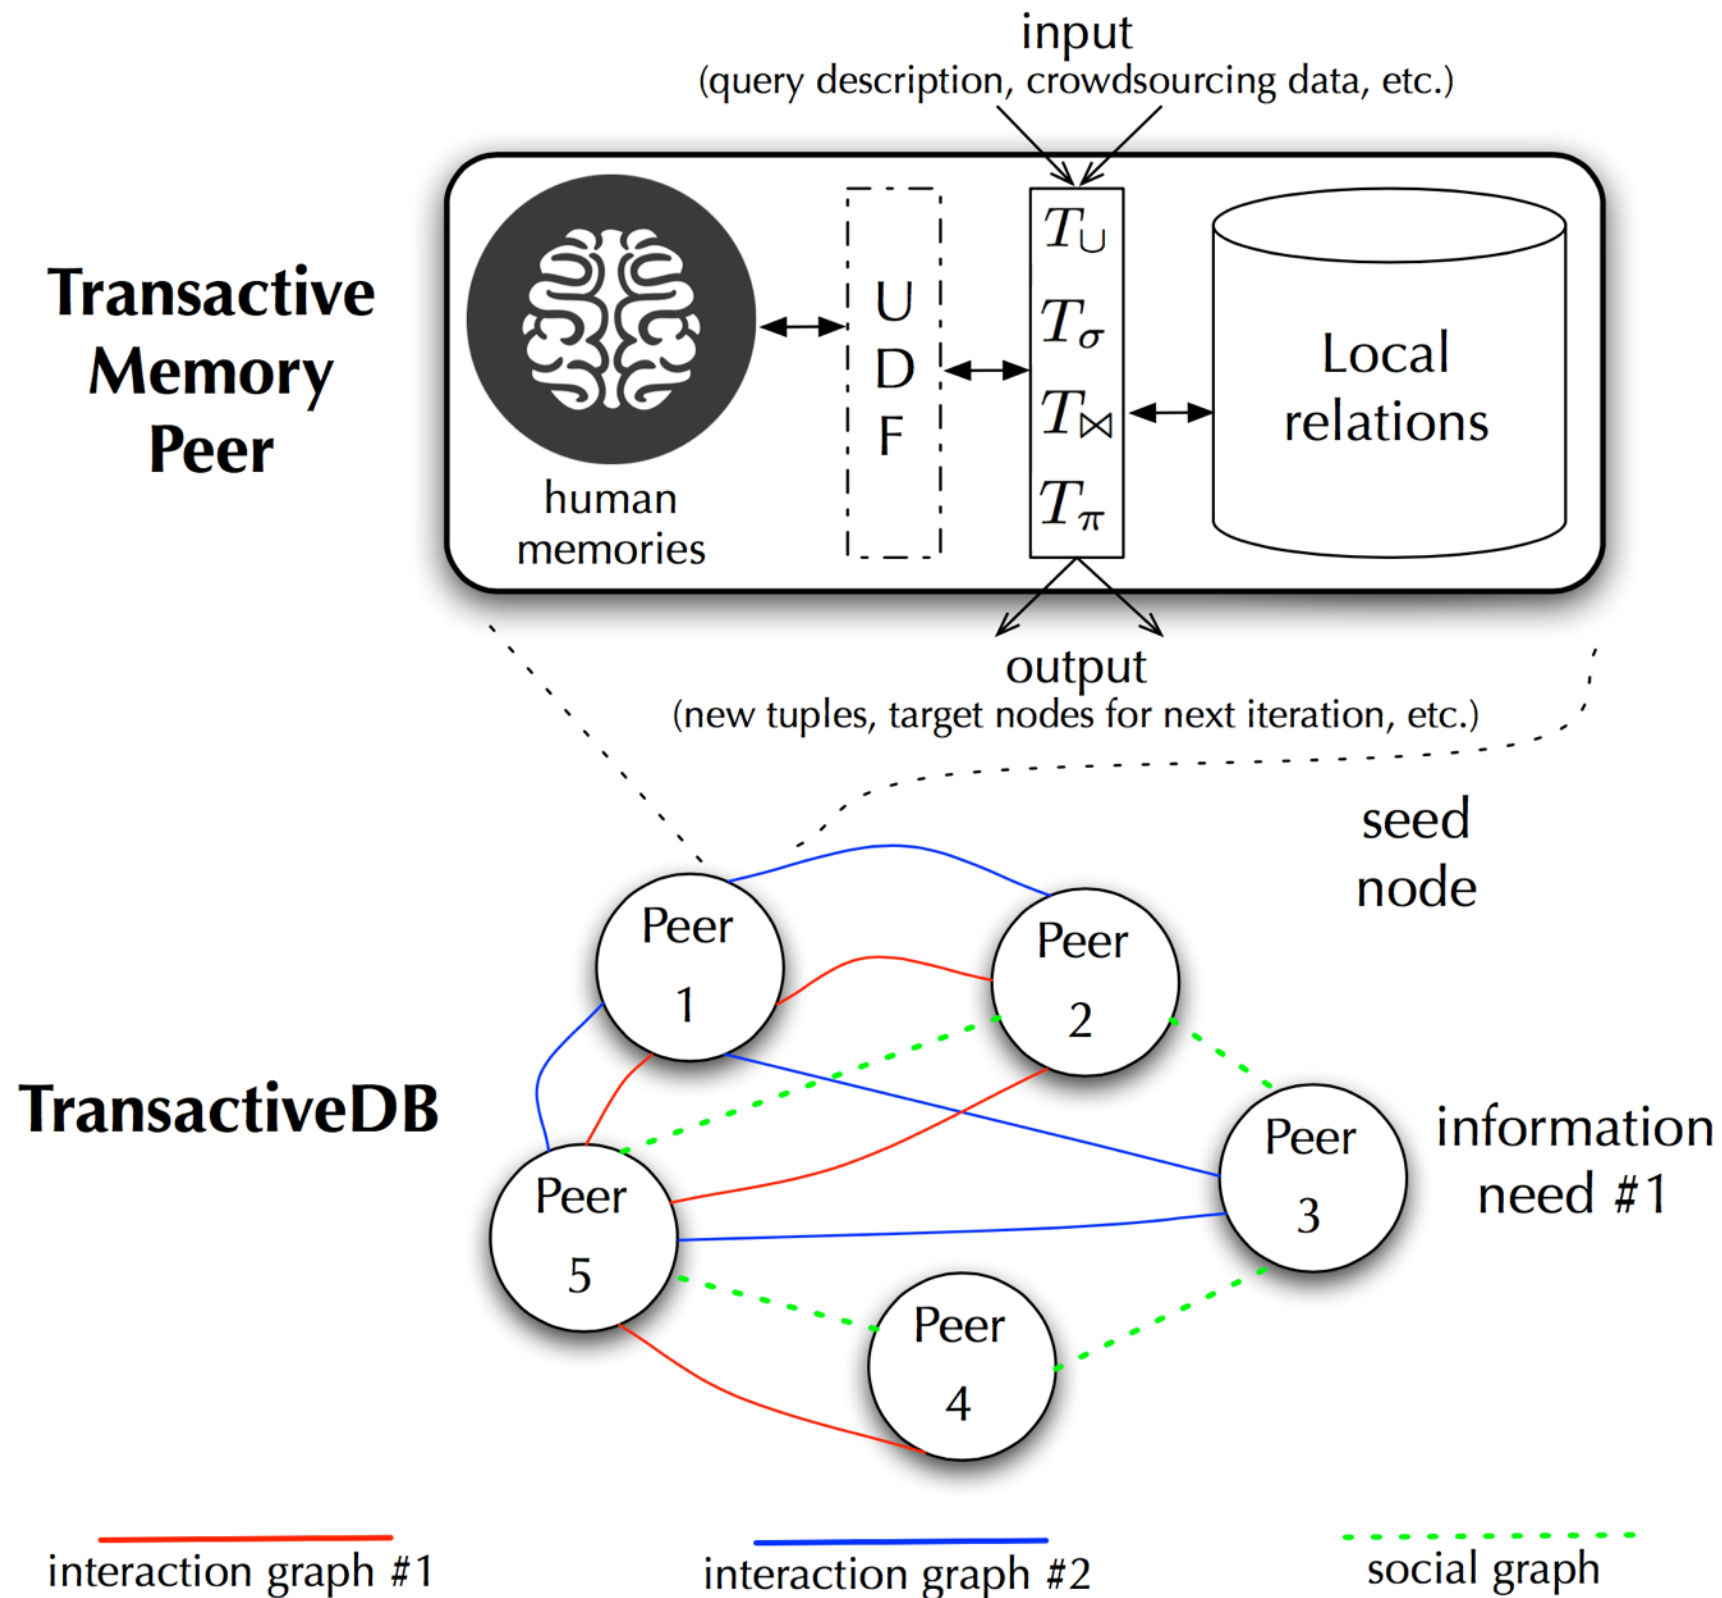 input
(query description, crowdsourcing data, etc.)
Transactive
Memory
Peer
human
memories
U
D
F
T∪
Tσ
T⋈
Tπ
Local
relations
output
(new tuples, target nodes for next iteration, etc.)
seed
node
Peer
1
Peer
2
TransactiveDB
Peer
3
information
need #1
Peer
5
Peer
4
interaction graph #1
interaction graph #2
social graph